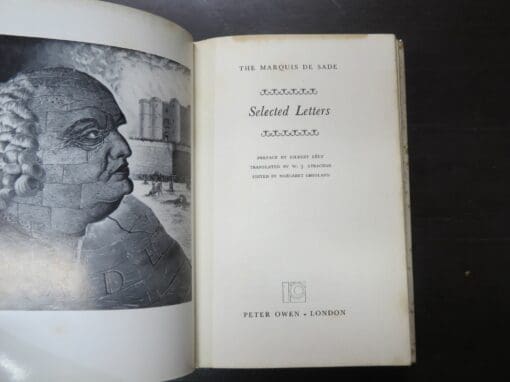 THE MARQUIS DE SADE
Selected Letters
PREFACE BY GILBERT LÉLY
TRANSLATED BY W. J. STRACHAN
EDITED BY MARGARET CROSLAND
PETER OWEN • LONDON